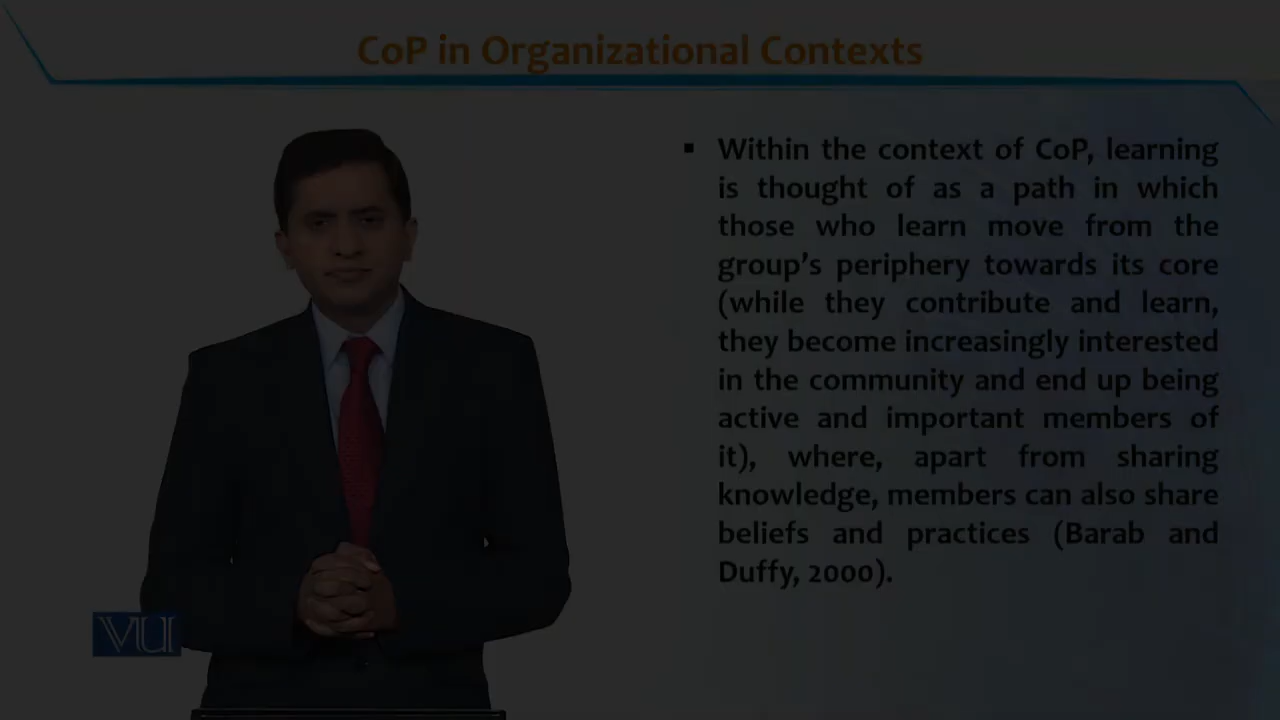 CoP in Organizational Contexts
▪ Within the context of CoP, learning
is thought of as a path in which
those who learn move from the
group’s periphery towards its core
(while they contribute and learn,
they become increasingly interested
in the community and end up being
active and important members of
it), where, apart from sharing
knowledge, members can also share
beliefs and practices (Barab and
Duffy, 2000).
VU